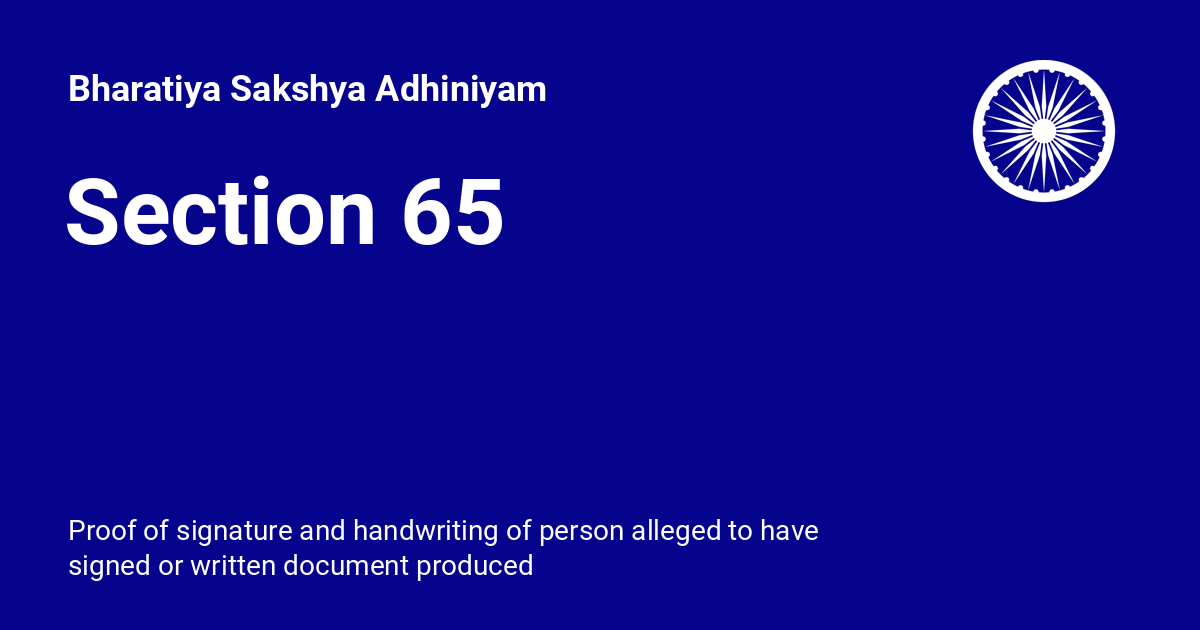 Bharatiya Sakshya Adhiniyam
Section 65
Proof of signature and handwriting of person alleged to have
signed or written document produced